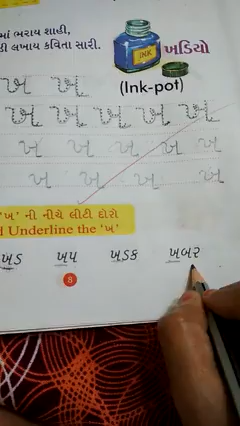 માં ભરાય શાહી,
કી લખાય કવિતા સારી.
INK
ખડિયો
(Ink-pot)
ખ ખ
ખ ખ ખ ખ ખ
ખ ખ ખ ખ
ખ ખ ખ ખ
'ખ' ની નીચે લીટી દોરો
Underline the 'ખ'
ખડ ખપ ખડક ખબર
8